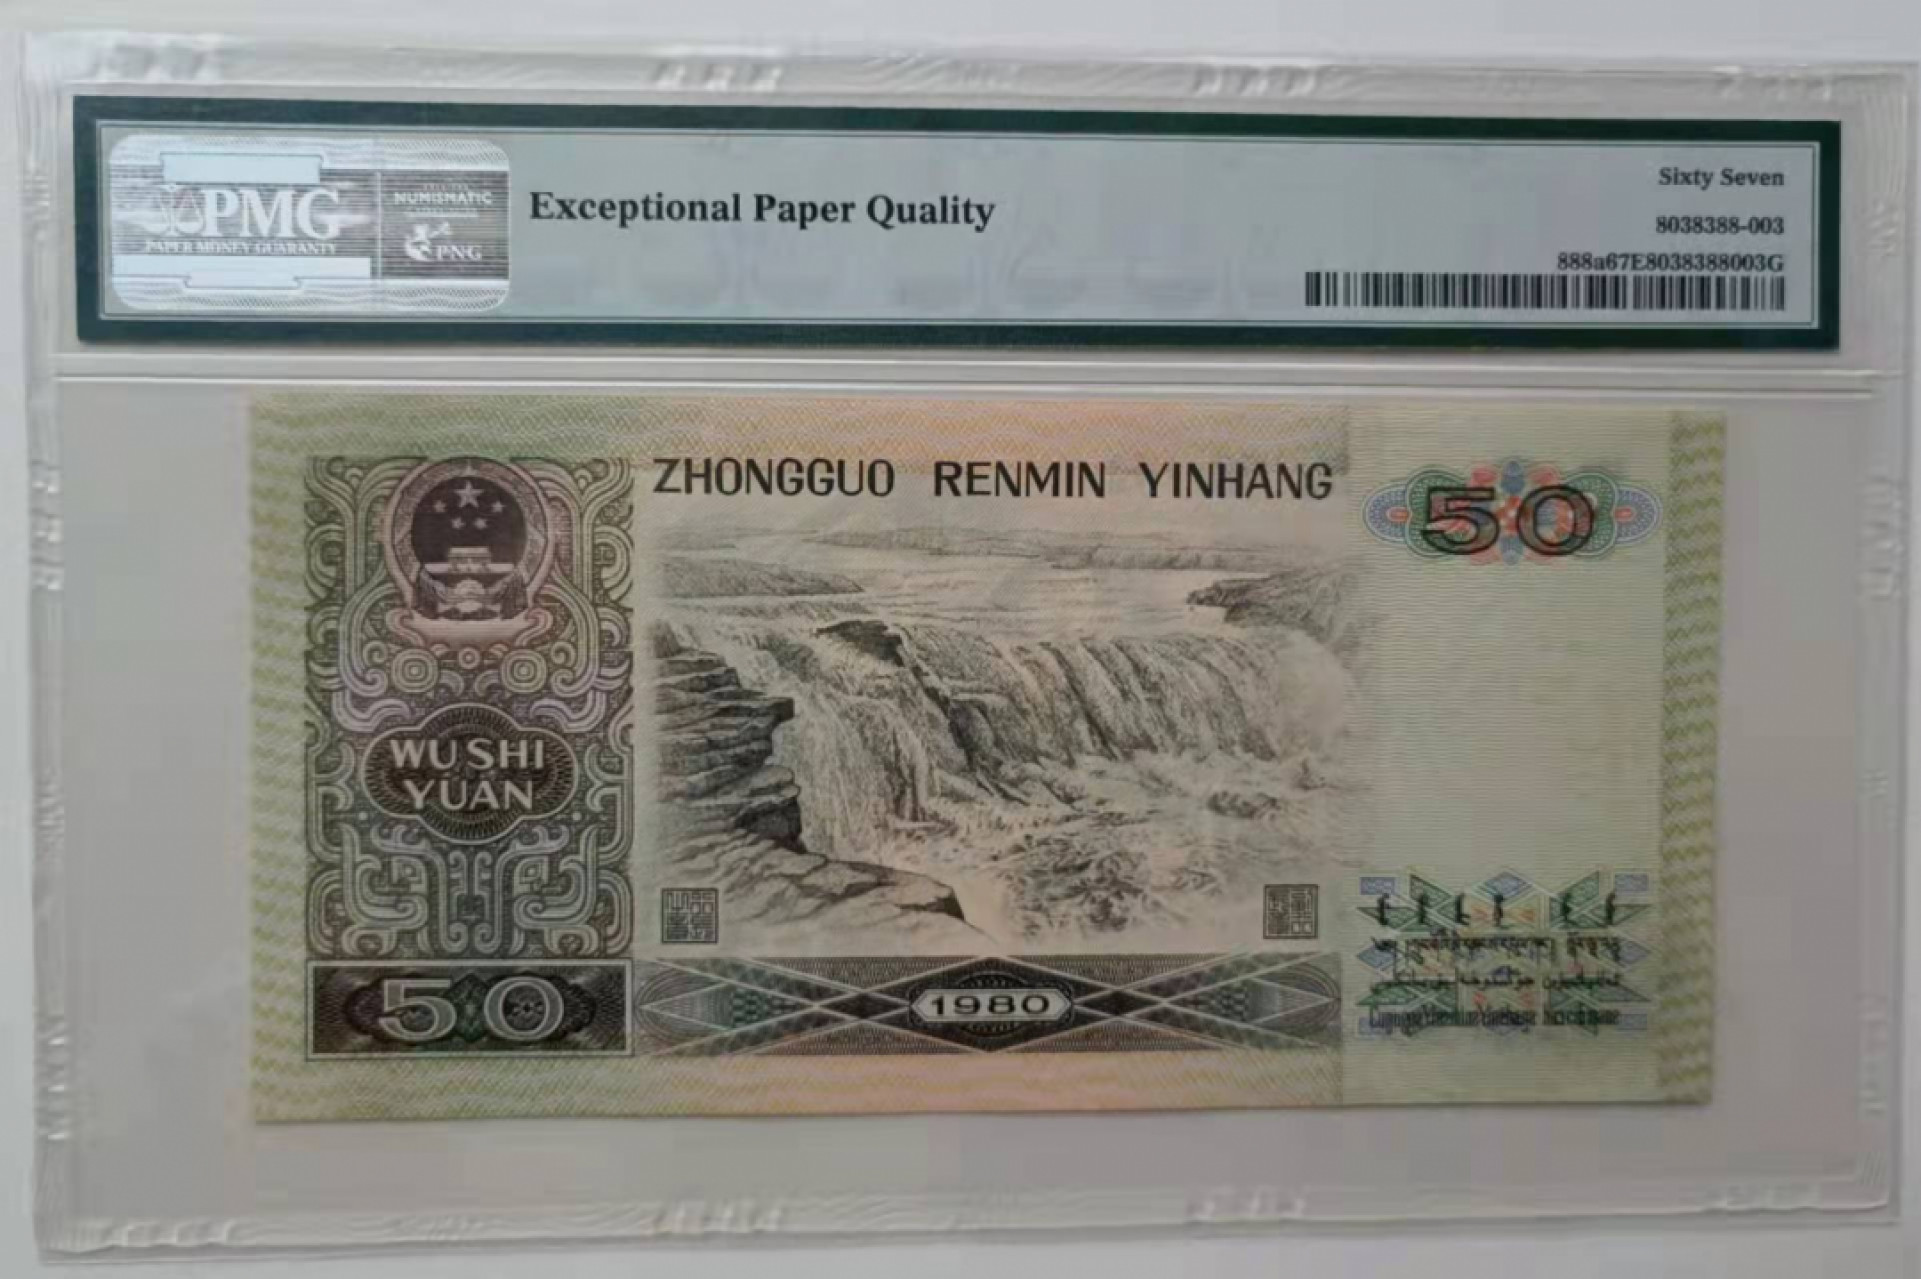 PMG
PAPER MONEY GUARANTY
NUMISMATIC
PNG
Exceptional Paper Quality
Sixty Seven
8038388-003
888a67E8038388003G
ZHONGGUO RENMIN YINHANG
50
WU SHI
YUAN
50
1980